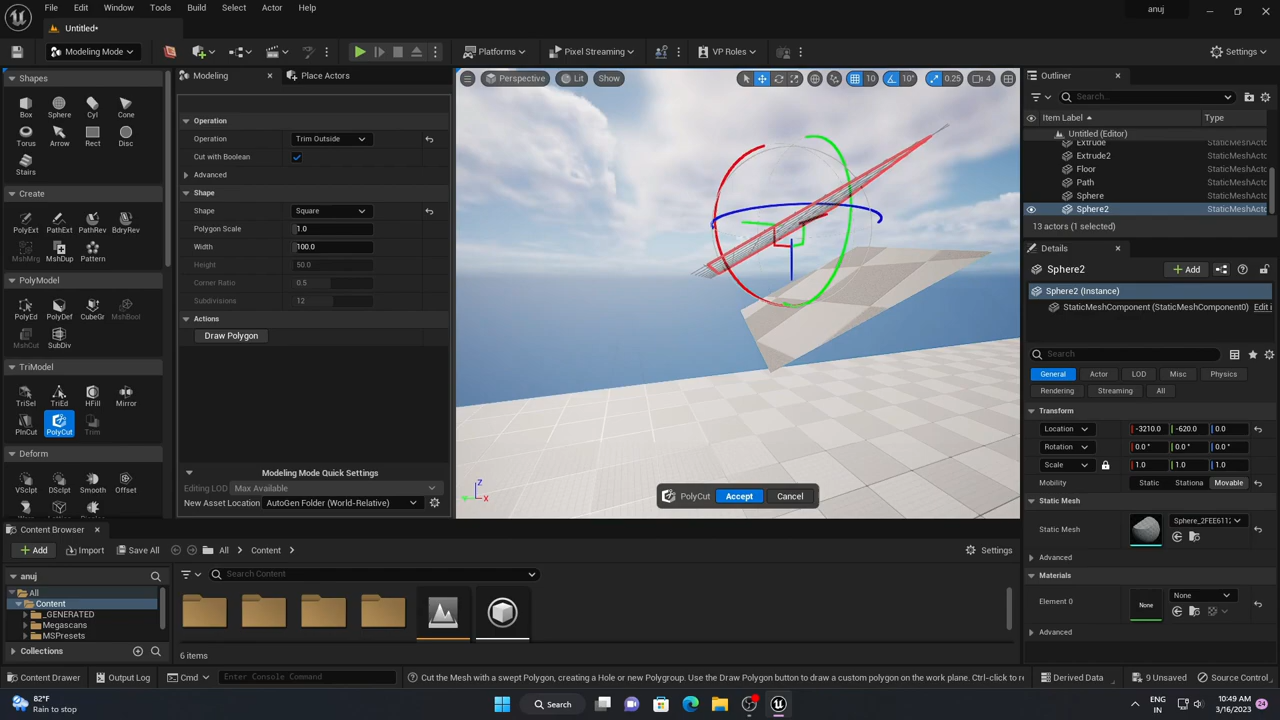 File Edit Window Tools Build Select Actor Help
anuj
Untitled*
Modeling Mode
Platforms
Pixel Streaming
VP Roles
Settings
Shapes
Box Sphere Cyl Cone
Torus Arrow Rect Disc
Stairs
Create
PolyExt PathExt PathRev BdryRev
MshMrg MshDup Pattern
PolyModel
PolyEd PolyDef CubeGr MshBool
MshCut SubDiv
TriModel
TriSel TriEd HFill Mirror
PlnCut PolyCut Trim
Deform
VSclpt DSclpt Smooth Offset
Modeling
Place Actors
Operation
Operation Trim Outside
Cut with Boolean
Advanced
Shape
Shape Square
Polygon Scale 1.0
Width 100.0
Height 50.0
Corner Ratio 0.5
Subdivisions 12
Actions
Draw Polygon
Modeling Mode Quick Settings
Editing LOD Max Available
New Asset Location AutoGen Folder (World-Relative)
Perspective Lit Show
10 10° 0.25 4
Z
X
PolyCut Accept Cancel
Outliner
Search...
Item Label Type
Untitled (Editor)
Extrude StaticMeshActo
Extrude2 StaticMeshActo
Floor StaticMeshActo
Path StaticMeshActo
Sphere StaticMeshActo
Sphere2 StaticMeshActo
13 actors (1 selected)
Details
Sphere2
Add
Sphere2 (Instance)
StaticMeshComponent (StaticMeshComponent0) Edit i
Search
General Actor LOD Misc Physics
Rendering Streaming All
Transform
Location -3210.0 -620.0 0.0
Rotation 0.0 ° 0.0 ° 0.0 °
Scale 1.0 1.0 1.0
Mobility Static Stationa Movable
Static Mesh
Static Mesh Sphere_2FEE611;
Advanced
Materials
Element 0 None None
Advanced
Content Browser
Add Import Save All All Content Settings
anuj
Search Content
All
Content
_GENERATED
Megascans
MSPresets
Collections
6 items
Content Drawer Output Log Cmd Enter Console Command
Cut the Mesh with a swept Polygon, creating a Hole or new Polygroup. Use the Draw Polygon button to draw a custom polygon on the work plane. Ctrl-click to re
Derived Data 9 Unsaved Source Control
82°F
Rain to stop
Search
ENG
IN
10:49 AM
3/16/2023